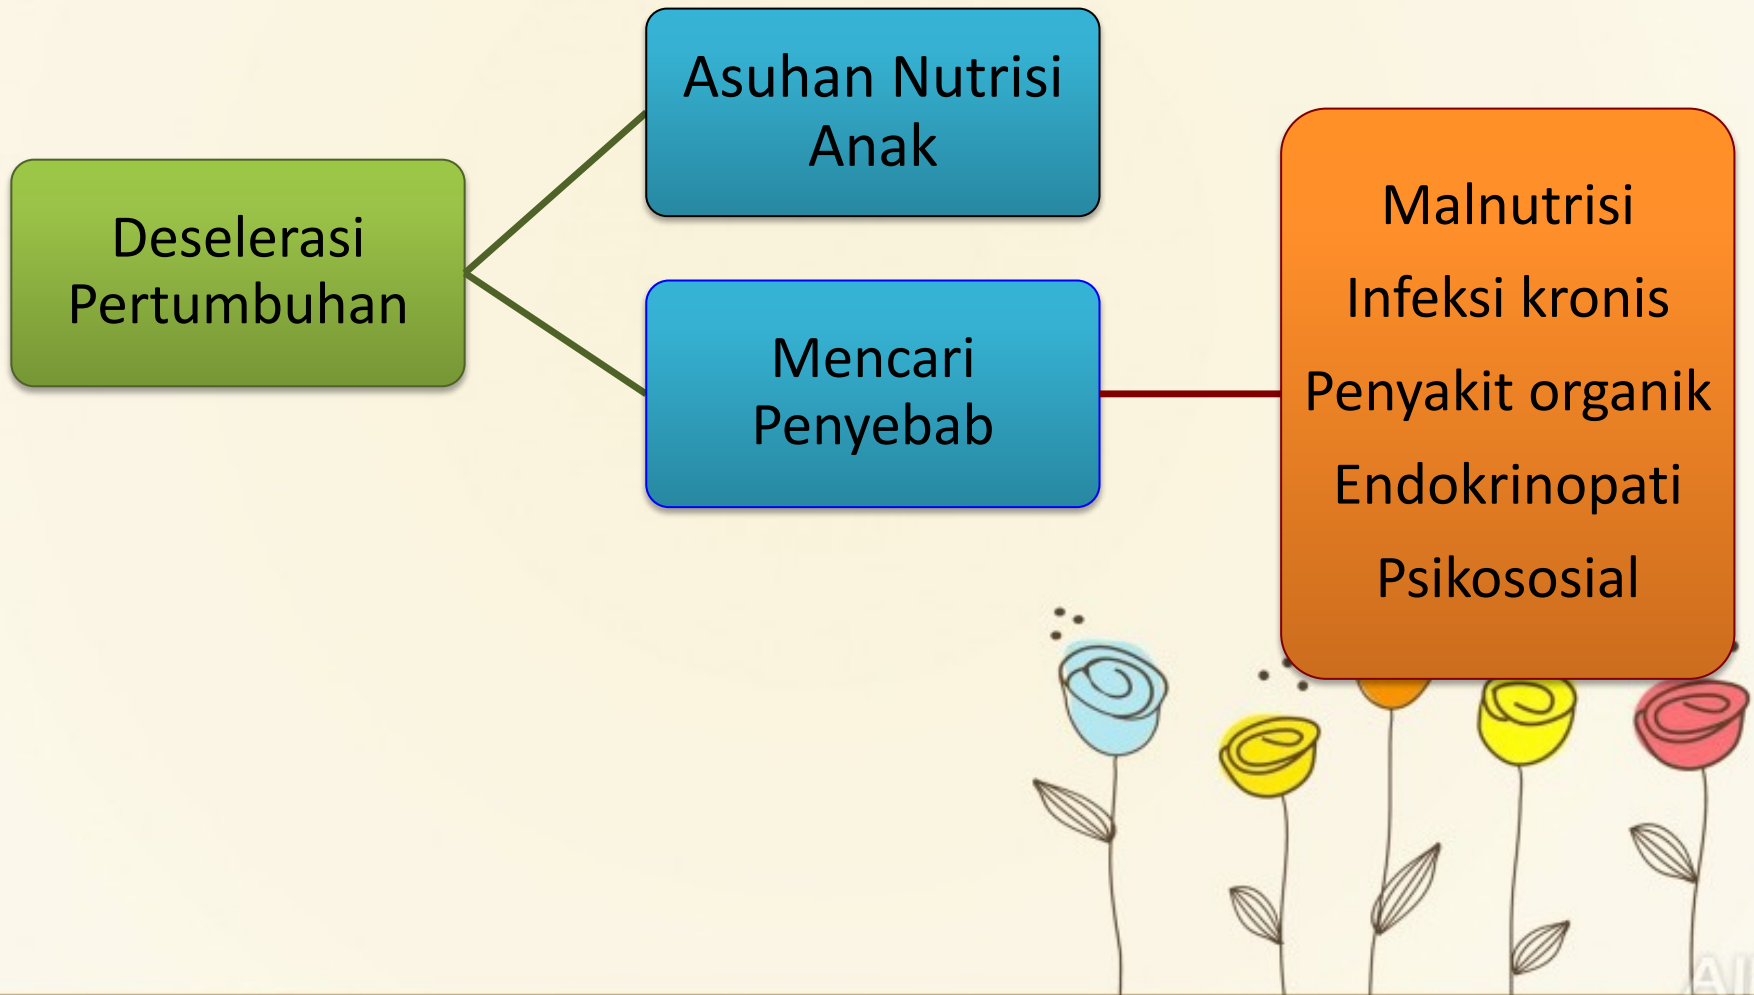 Deselerasi
Pertumbuhan
Asuhan Nutrisi
Anak
Mencari
Penyebab
Malnutrisi
Infeksi kronis
Penyakit organik
Endokrinopati
Psikososial